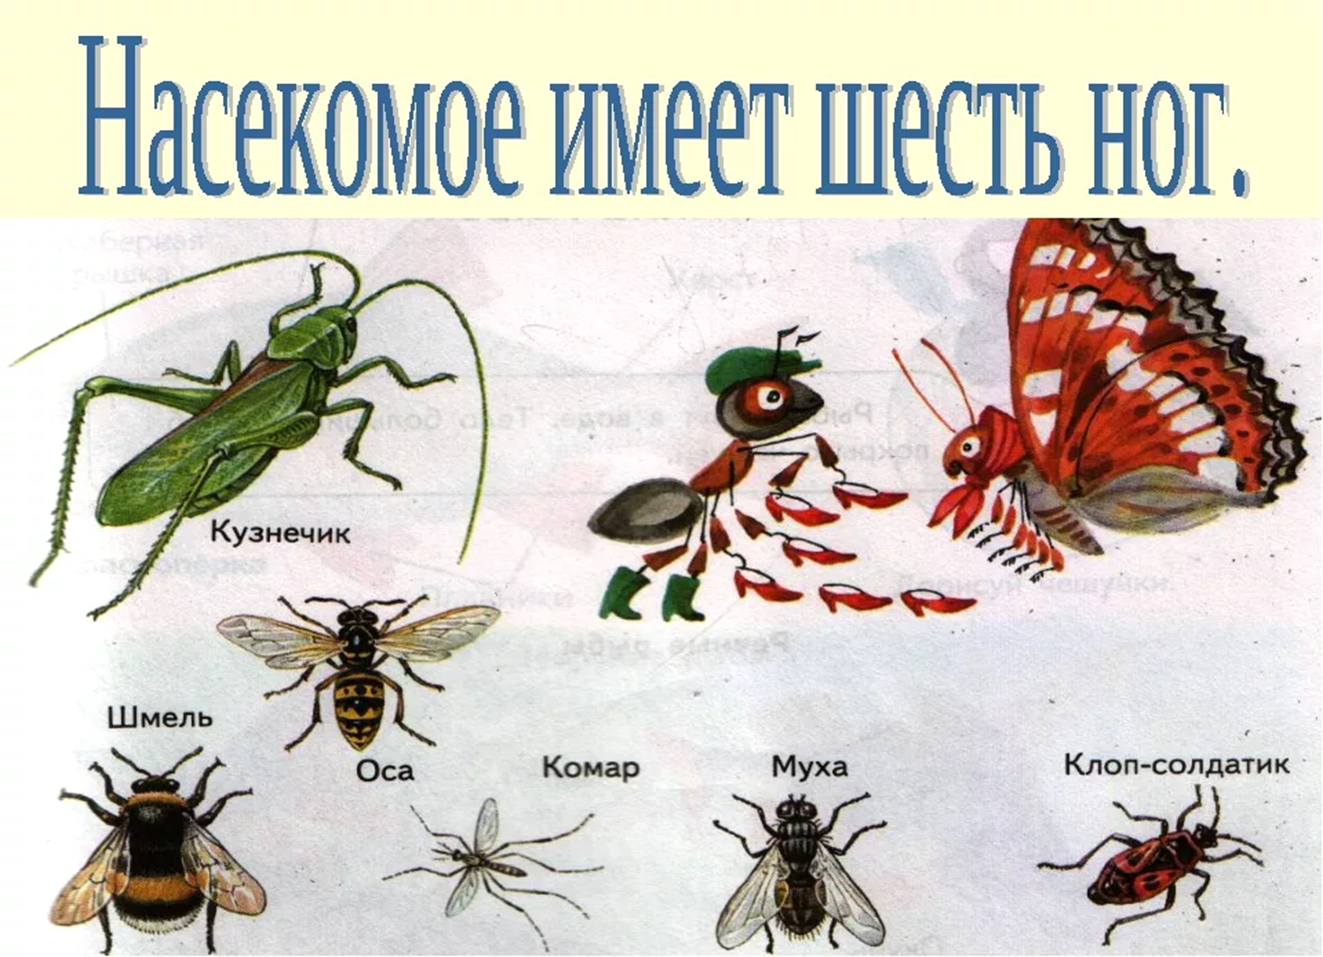 Насекомое имеет шесть ног.
Кузнечик
Шмель
Оса
Комар
Муха
Клоп-солдатик